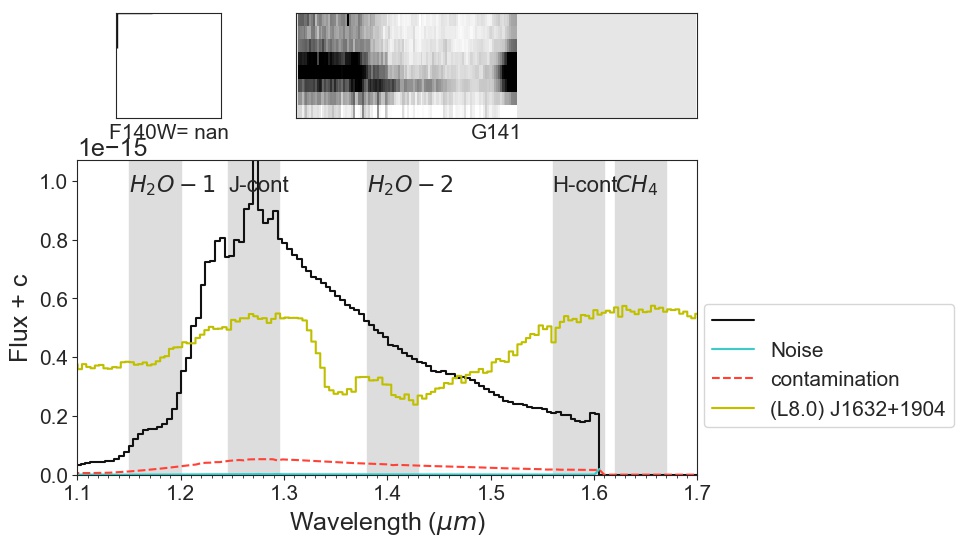 F140W= nan
G141
1e−15
H₂O − 1
J-cont
H₂O − 2
H-cont
CH₄
1.0
0.8
0.6
0.4
0.2
0.0
Flux + c
1.1
1.2
1.3
1.4
1.5
1.6
1.7
Wavelength (μm)
Noise
contamination
(L8.0) J1632+1904